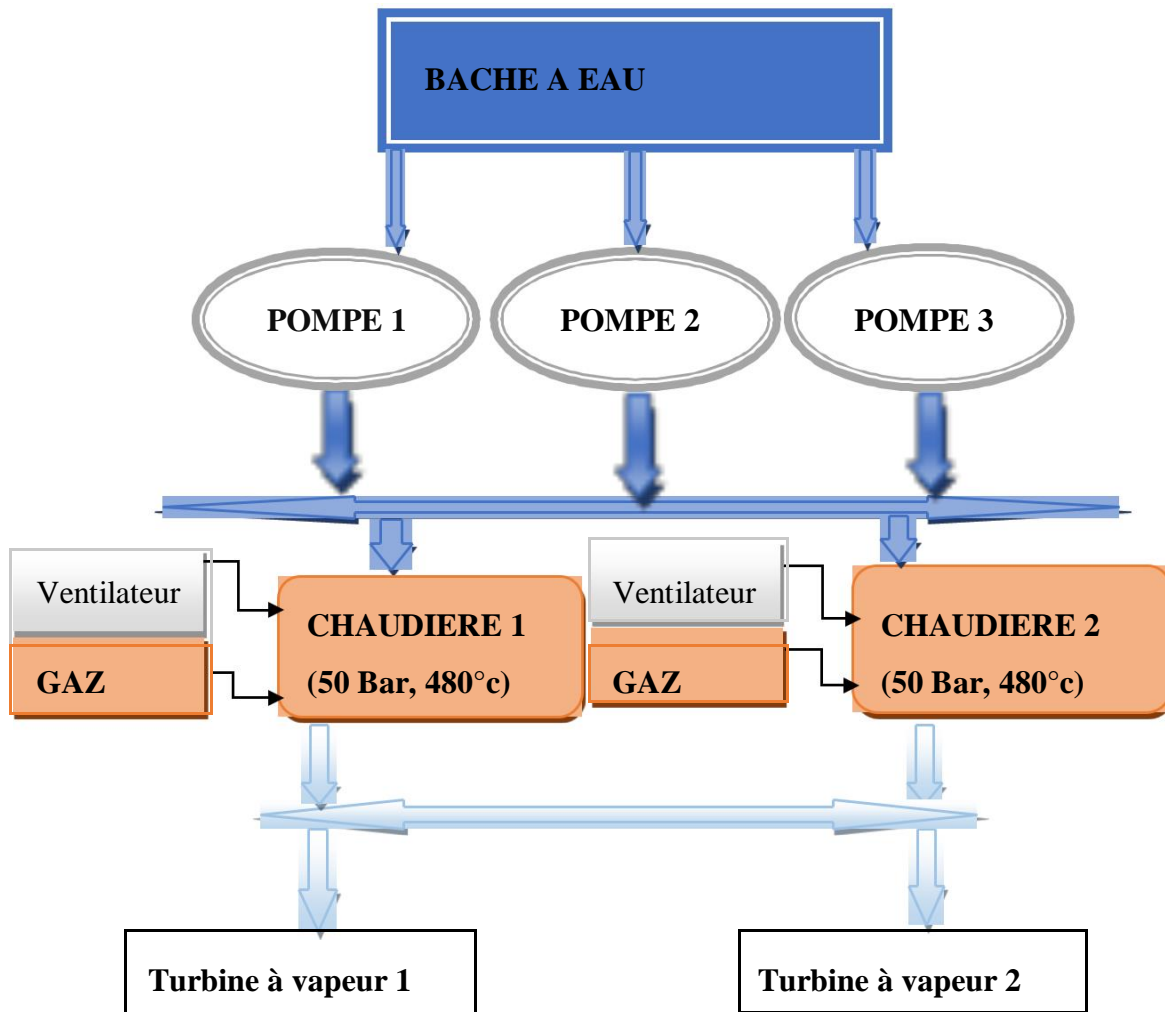 BACHE A EAU
POMPE 1
POMPE 2
POMPE 3
Ventilateur
GAZ
CHAUDIERE 1
(50 Bar, 480°c)
Ventilateur
GAZ
CHAUDIERE 2
(50 Bar, 480°c)
Turbine à vapeur 1
Turbine à vapeur 2